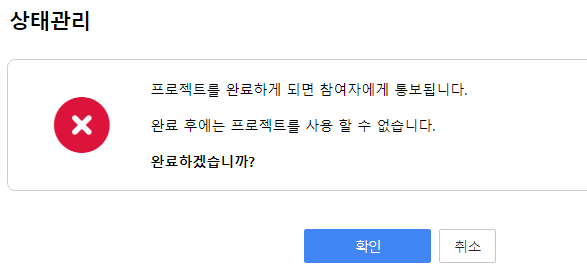 상태관리
프로젝트를 완료하게 되면 참여자에게 통보됩니다.
완료 후에는 프로젝트를 사용 할 수 없습니다.
완료하겠습니까?
확인
취소